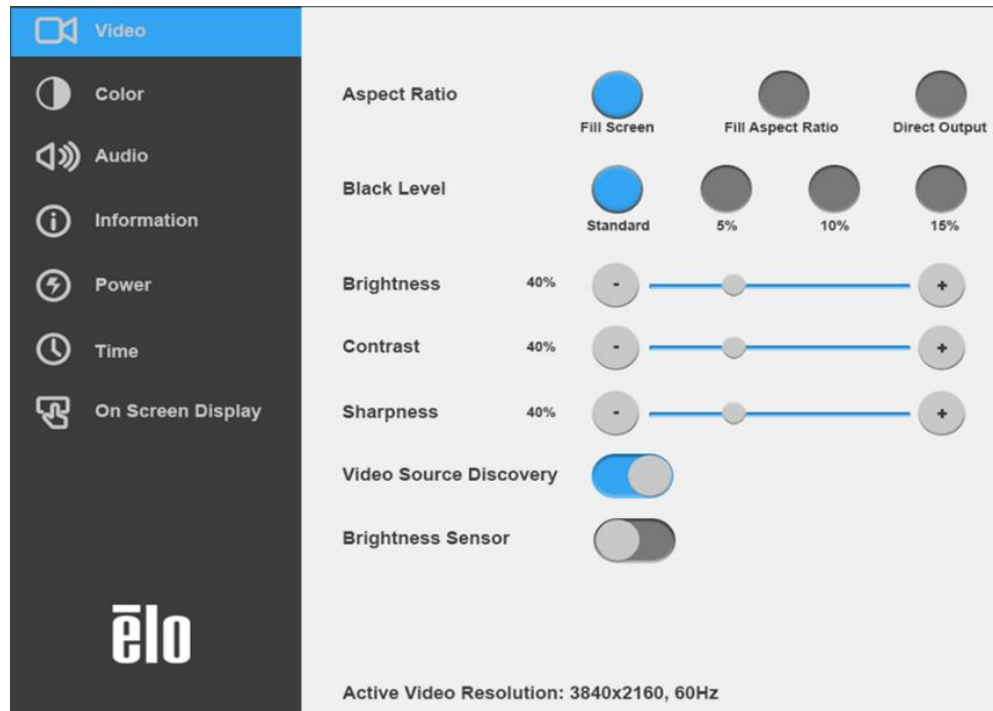 Video
Color
Audio
Information
Power
Time
On Screen Display
ēlo
Aspect Ratio
Fill Screen Fill Aspect Ratio Direct Output
Black Level
Standard 5% 10% 15%
Brightness 40% - +
Contrast 40% - +
Sharpness 40% - +
Video Source Discovery
Brightness Sensor
Active Video Resolution: 3840x2160, 60Hz